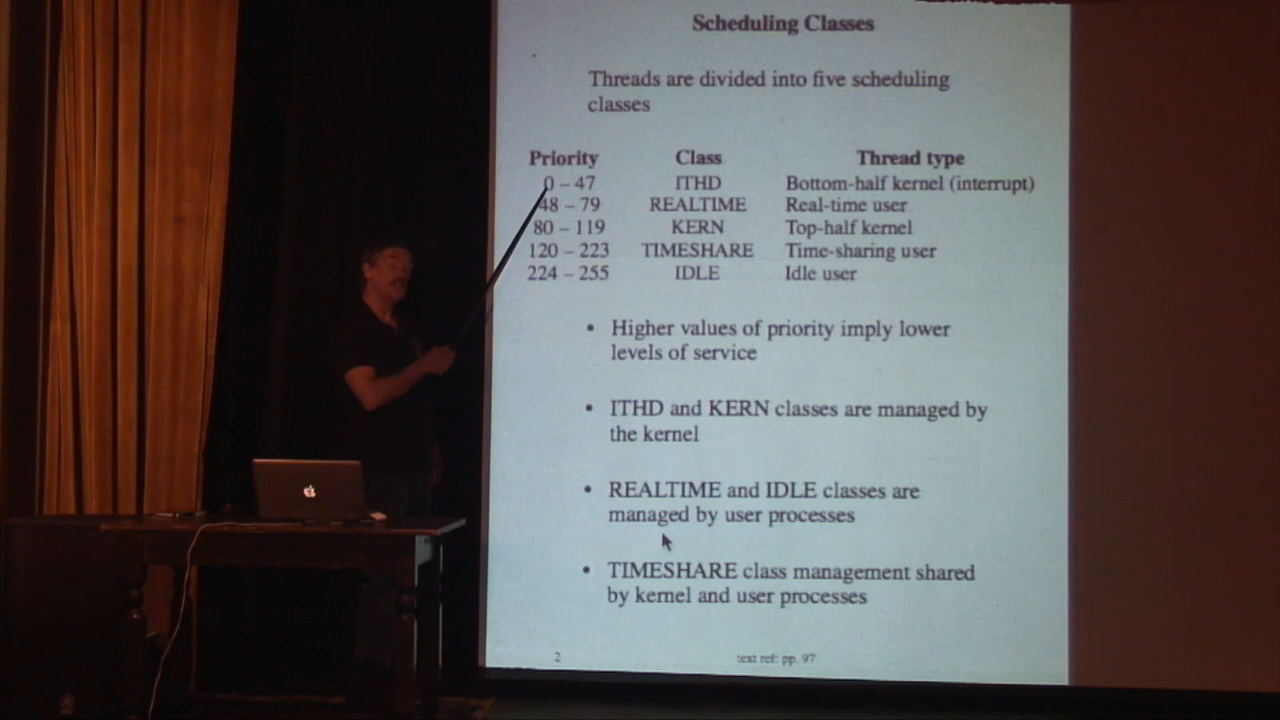 Scheduling Classes
Threads are divided into five scheduling
classes
Priority Class Thread type
0 – 47 ITHD Bottom-half kernel (interrupt)
48 – 79 REALTIME Real-time user
80 – 119 KERN Top-half kernel
120 – 223 TIMESHARE Time-sharing user
224 – 255 IDLE Idle user
• Higher values of priority imply lower
levels of service
• ITHD and KERN classes are managed by
the kernel
• REALTIME and IDLE classes are
managed by user processes
• TIMESHARE class management shared
by kernel and user processes
2 text ref: pp. 97